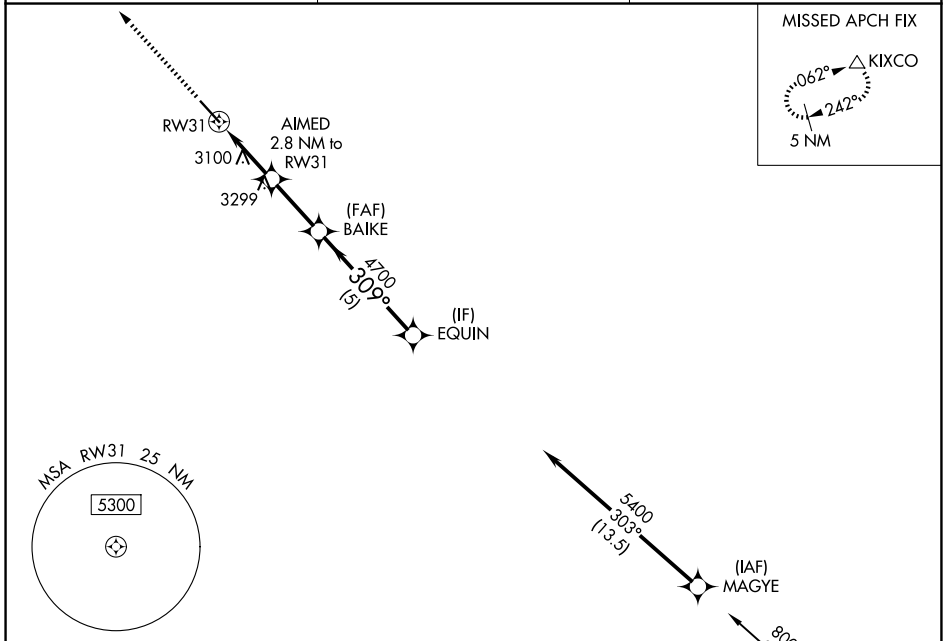 MISSED APCH FIX
KIXCO
062°
242°
5 NM
RW31
AIMED
2.8 NM to
RW31
3100
3299
(FAF)
BAIKE
4700
309°
(5)
(IF)
EQUIN
MSA RW31 25 NM
5300
5400
303°
(13.5)
(IAF)
MAGYE